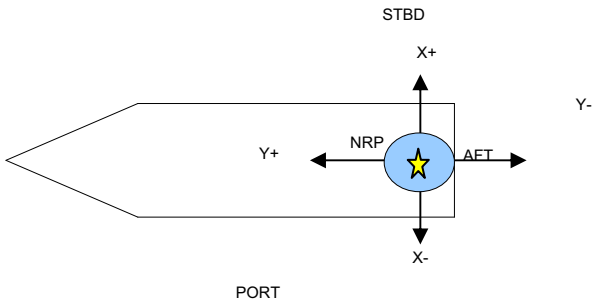 STBD
X+
Y-
NRP
Y+
AFT
X-
PORT